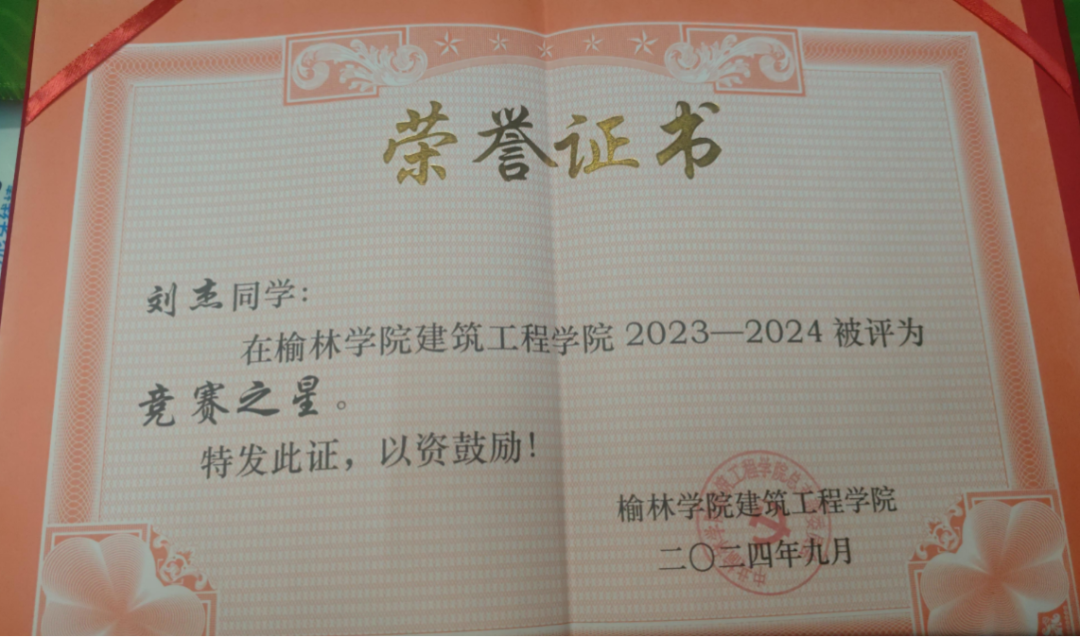 荣誉证书
刘杰同学：
在榆林学院建筑工程学院 2023—2024 被评为
竞赛之星。
特发此证，以资鼓励！
榆林学院建筑工程学院
二〇二四年九月